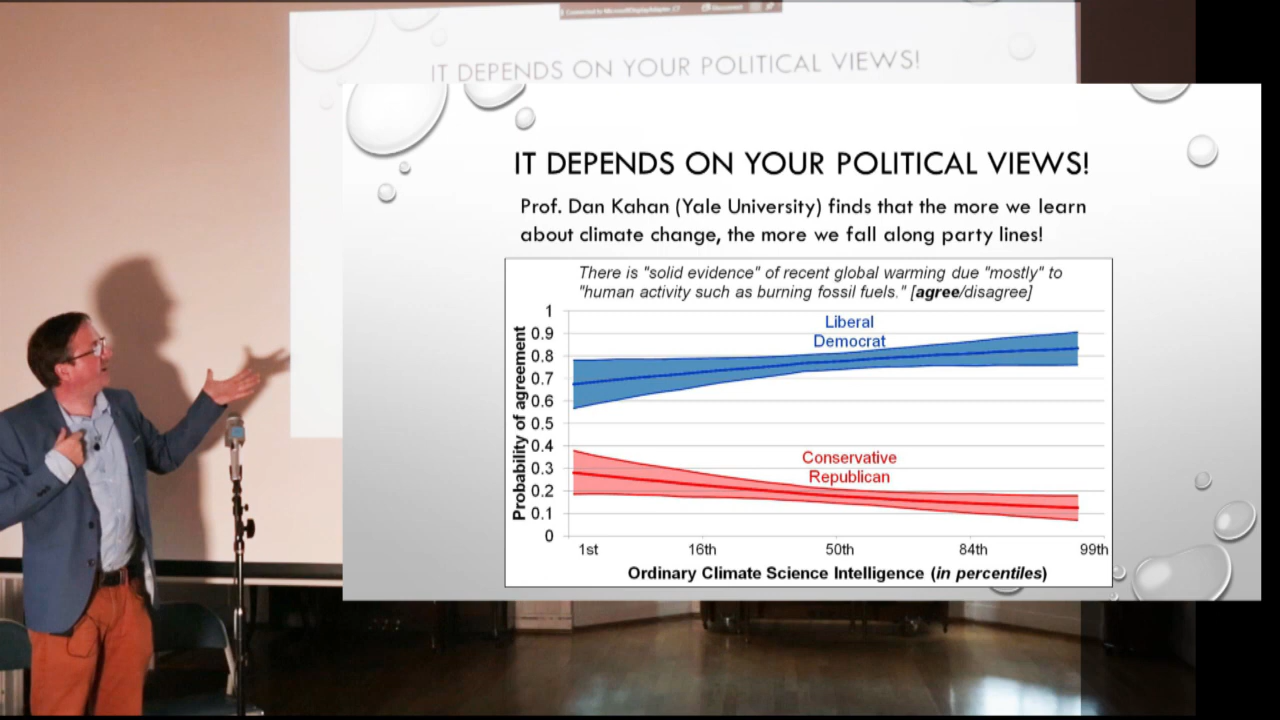 Connected by MicrosoftDisplayAdapter
Disconnect
IT DEPENDS ON YOUR POLITICAL VIEWS!
IT DEPENDS ON YOUR POLITICAL VIEWS!
Prof. Dan Kahan (Yale University) finds that the more we learn
about climate change, the more we fall along party lines!
There is "solid evidence" of recent global warming due "mostly" to
"human activity such as burning fossil fuels." [agree/disagree]
Probability of agreement
1
0.9
0.8
0.7
0.6
0.5
0.4
0.3
0.2
0.1
0
Liberal
Democrat
Conservative
Republican
1st 16th 50th 84th 99th
Ordinary Climate Science Intelligence (in percentiles)